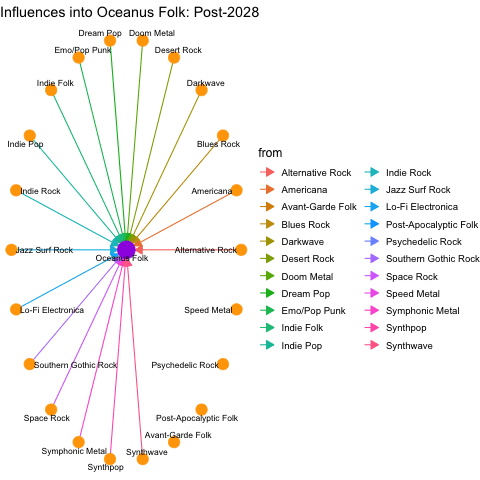 Influences into Oceanus Folk: Post-2028
Dream Pop
Doom Metal
Emo/Pop Punk
Desert Rock
Indie Folk
Darkwave
Indie Pop
Blues Rock
Indie Rock
Americana
Jazz Surf Rock
Oceanus Folk
Alternative Rock
Lo-Fi Electronica
Speed Metal
Southern Gothic Rock
Psychedelic Rock
Space Rock
Post-Apocalyptic Folk
Avant-Garde Folk
Symphonic Metal
Synthwave
Synthpop
from
Alternative Rock
Americana
Avant-Garde Folk
Blues Rock
Darkwave
Desert Rock
Doom Metal
Dream Pop
Emo/Pop Punk
Indie Folk
Indie Pop
Indie Rock
Jazz Surf Rock
Lo-Fi Electronica
Post-Apocalyptic Folk
Psychedelic Rock
Southern Gothic Rock
Space Rock
Speed Metal
Symphonic Metal
Synthpop
Synthwave